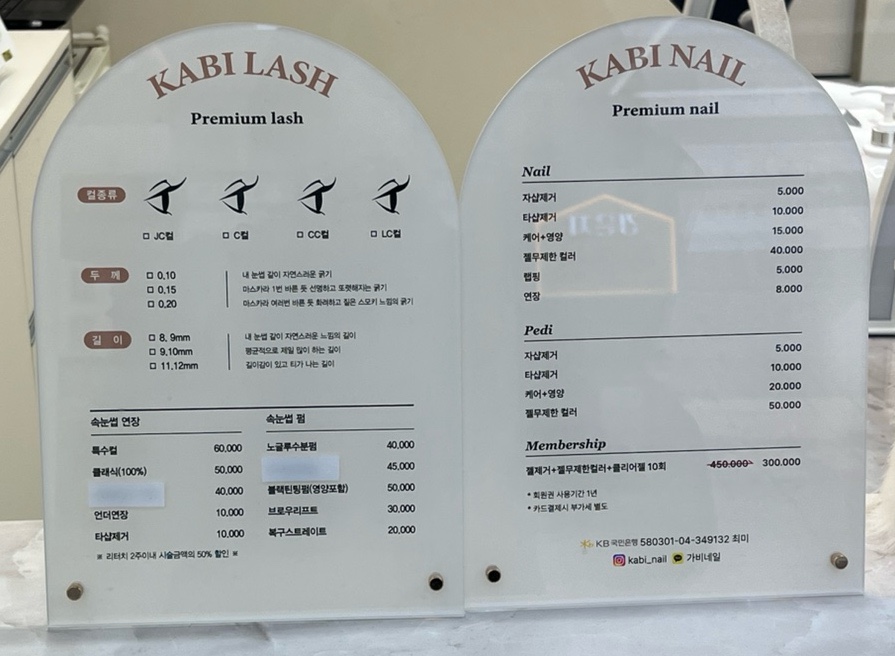 KABI LASH
Premium lash
컬종류
JC컬 C컬 CC컬 LC컬
두 께
0.10 내 눈썹 같이 자연스러운 굵기
0.15 마스카라 1번 바른 듯 선명하고 또렷해지는 굵기
0.20 마스카라 여러번 바른 듯 화려하고 짙은 스모키 느낌의 굵기
길 이
8, 9mm 내 눈썹 같이 자연스러운 느낌의 길이
9,10mm 평균적으로 제일 많이 하는 길이
11,12mm 길이감이 있고 티가 나는 길이
속눈썹 연장
특수컬 60,000
클래식(100%) 50,000
40,000
언더연장 10,000
타샵제거 10,000
※ 리터치 2주이내 시술금액의 50% 할인 ※
속눈썹 펌
노글루수분펌 40,000
45,000
블랙틴팅펌(영양포함) 50,000
브로우리프트 30,000
복구스트레이트 20,000
KABI NAIL
Premium nail
Nail
자샵제거 5.000
타샵제거 10.000
케어+영양 15.000
젤무제한 컬러 40.000
랩핑 5.000
연장 8.000
Pedi
자샵제거 5.000
타샵제거 10.000
케어+영양 20.000
젤무제한 컬러 50.000
Membership
젤제거+젤무제한컬러+클리어젤 10회 450.000 300.000
* 회원권 사용기간 1년
* 카드결제시 부가세 별도
KB국민은행 580301-04-349132 최미
kabi_nail 가비네일